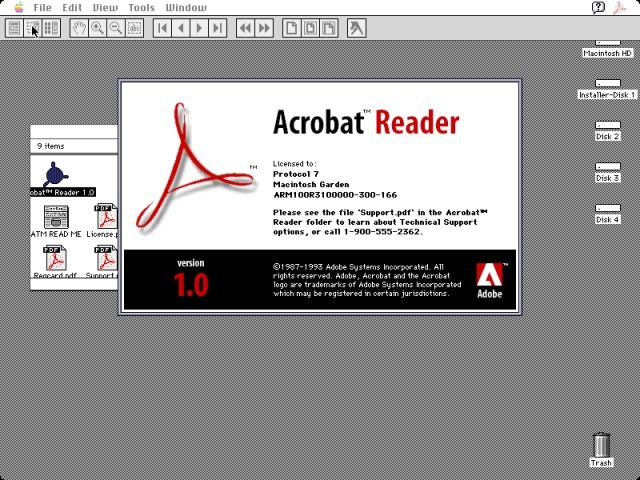 File Edit View Tools Window
Macintosh HD
Installer-Disk 1
Disk 2
Disk 3
Disk 4
9 items
obat™ Reader 1.0
ATM READ ME
License.p
PDF
PDF
PDF
Regcard.pdf
Support.p
Acrobat™ Reader
™
Licensed to:
Protocol 7
Macintosh Garden
ARM100R3100000-300-166
Please see the file 'Support.pdf' in the Acrobat™
Reader folder to learn about Technical Support
options, or call 1-900-555-2362.
version
1.0
©1987-1993 Adobe Systems Incorporated. All
rights reserved. Adobe, Acrobat and the Acrobat
logo are trademarks of Adobe Systems Incorporated
which may be registered in certain jurisdictions.
™
Adobe
Trash